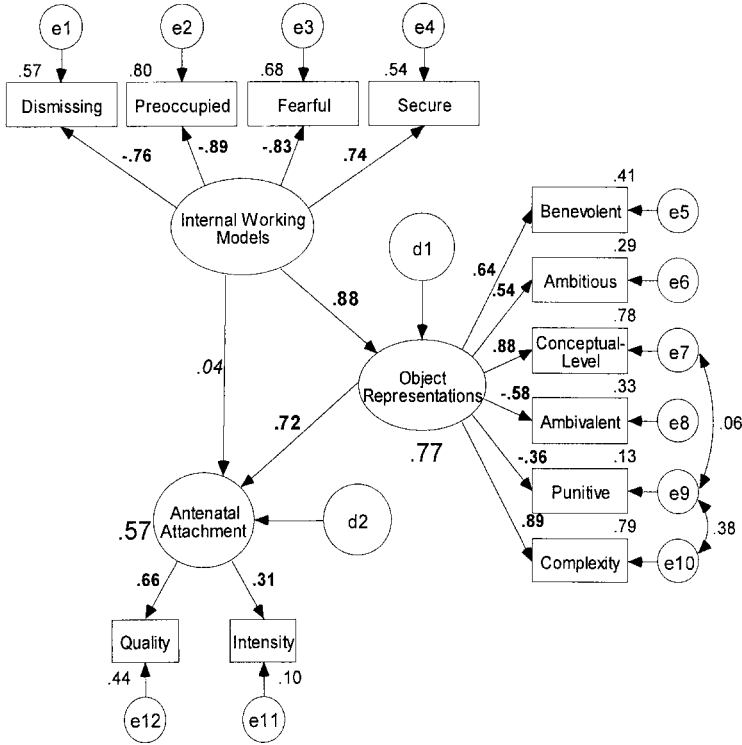 e1
e2
e3
e4
.57
.80
.68
.54
Dismissing
Preoccupied
Fearful
Secure
-.76
-.89
-.83
.74
Internal Working
Models
.41
Benevolent
e5
d1
.64
.29
.54
Ambitious
e6
.88
.78
.88
Conceptual-
Level
e7
.04
Object
Representations
-.58
.33
Ambivalent
e8
.06
.72
.77
-.36
.13
Punitive
e9
Antenatal
Attachment
.57
d2
.89
.38
.79
Complexity
e10
.66
.31
Quality
Intensity
.44
.10
e12
e11